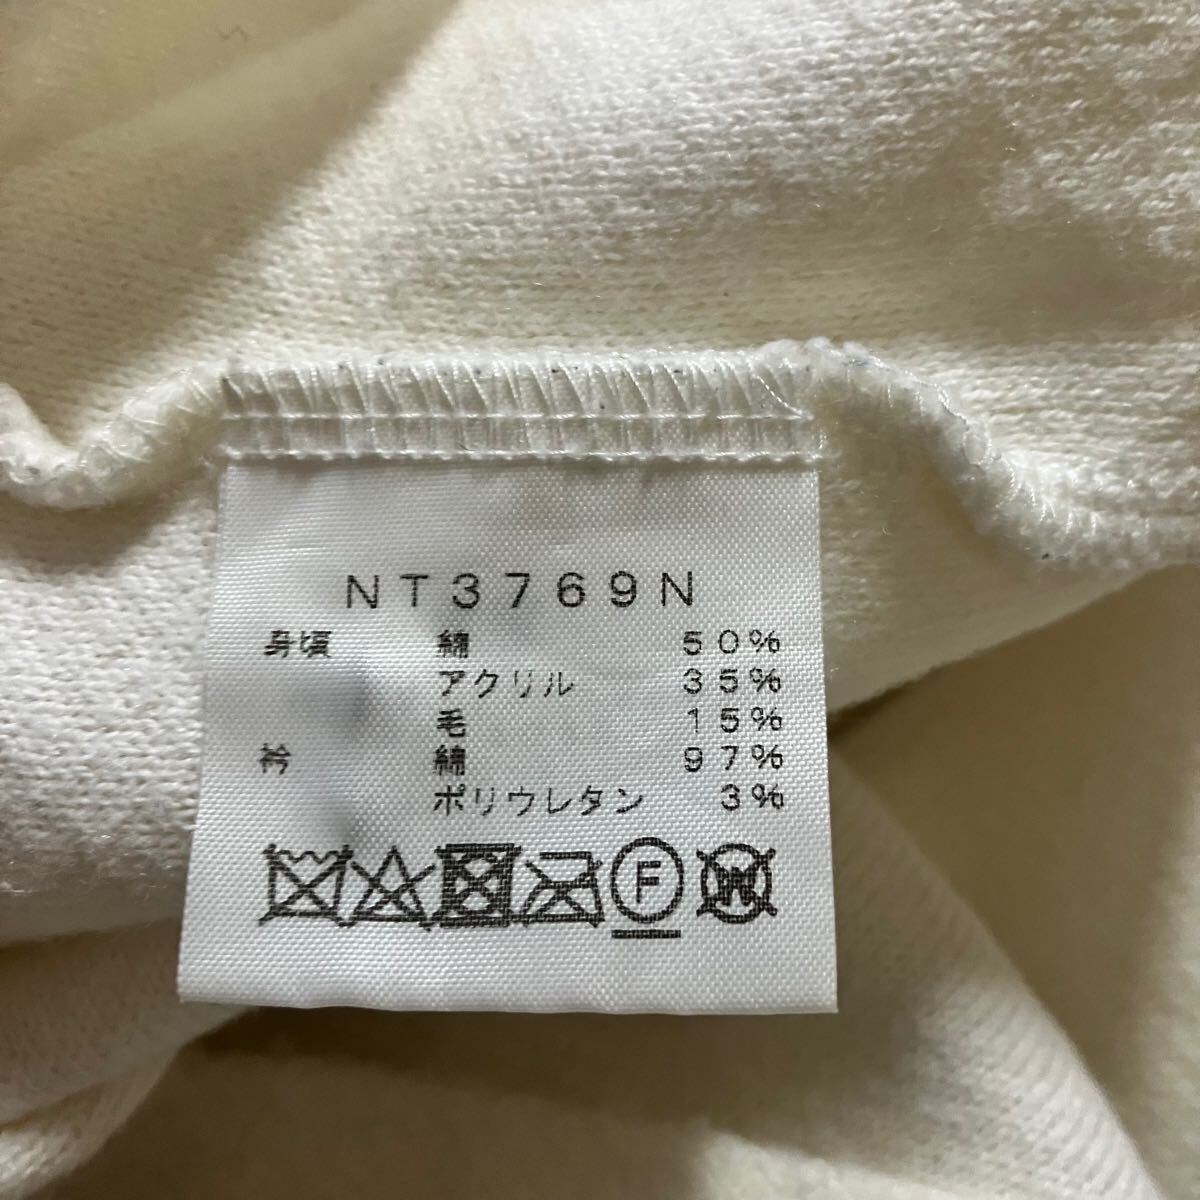 NT3769N
身頃 綿 50%
アクリル 35%
毛 15%
衿 綿 97%
ポリウレタン 3%
F W